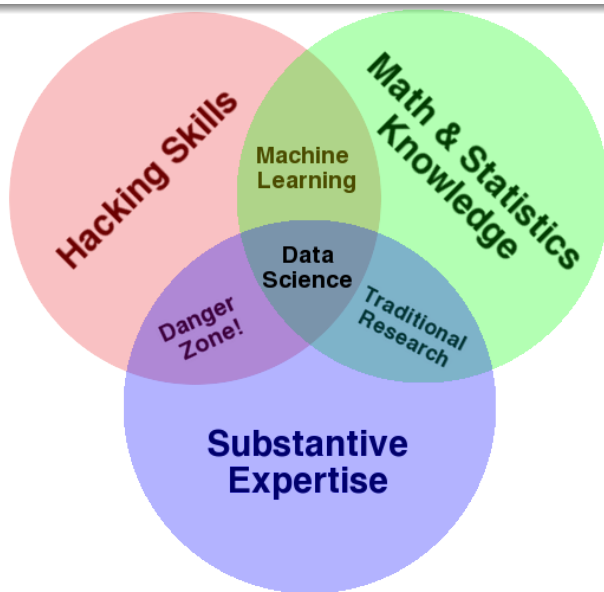 Hacking Skills
Math & Statistics
Knowledge
Machine
Learning
Data
Science
Danger
Zone!
Traditional
Research
Substantive
Expertise